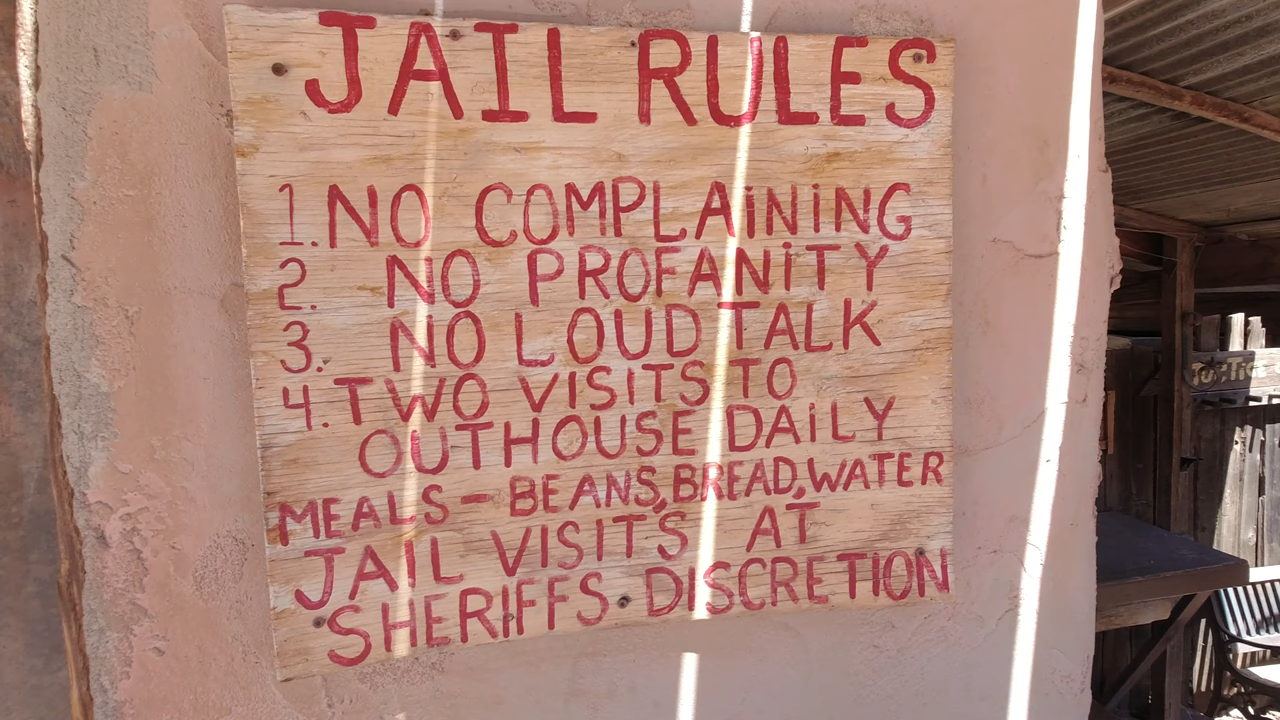 JAIL RULES
1. NO COMPLAiNiNG
2. NO PROFANiTY
3. NO LOUD TALK
4. TWO VISITS TO
OUTHOUSE DAiLY
MEALS - BEANS, BREAD, WATER
JAIL VISITS AT
SHERIFFS DISCRETION